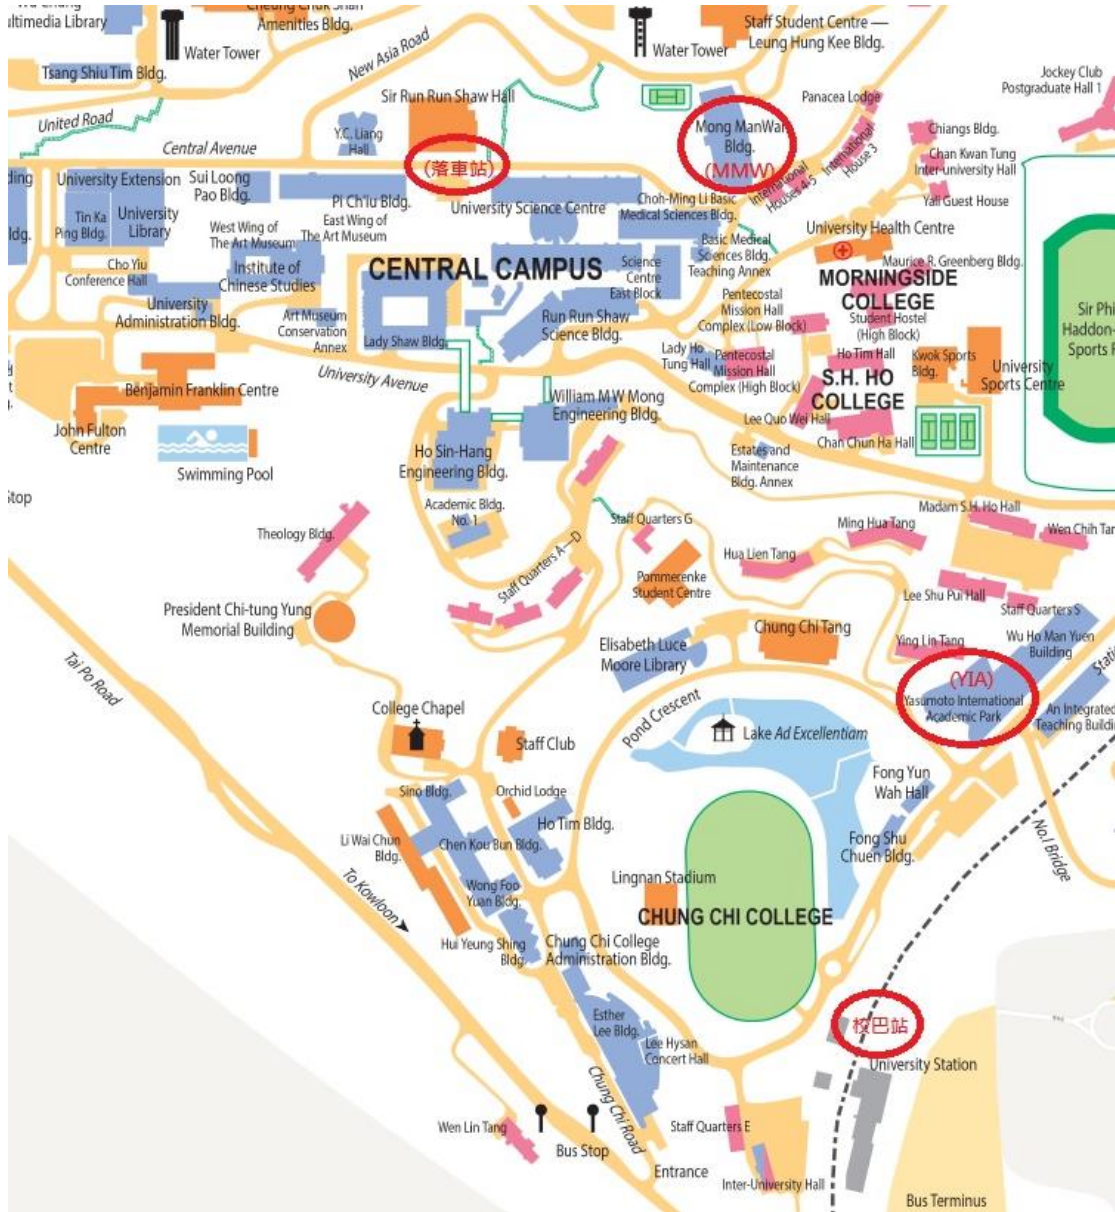 Wu Chung
ultimedia Library
Cheung Chuk Shan
Amenities Bldg.
Water Tower
Tsang Shiu Tim Bldg.
New Asia Road
Water Tower
Staff Student Centre —
Leung Hung Kee Bldg.
Jockey Club
Postgraduate Hall 1
United Road
Sir Run Run Shaw Hall
Y.C. Liang
Hall
Central Avenue
(落車站)
Mong ManWai
Bldg.
(MMW)
Panacea Lodge
International
House 3
International
Houses 4-5
Chiangs Bldg.
Chan Kwan Tung
Inter-university Hall
Yali Guest House
ding
University Extension
Sui Loong
Pao Bldg.
Pi Ch'iu Bldg.
University Science Centre
Choh-Ming Li Basic
Medical Sciences Bldg.
Tin Ka
Ping Bldg.
University
Library
ldg.
West Wing of
The Art Museum
East Wing of
The Art Museum
Institute of
Chinese Studies
Cho Yiu
Conference Hall
University
Administration Bldg.
Art Museum
Conservation
Annex
CENTRAL CAMPUS
Lady Shaw Bldg.
Science
Centre
East Block
Run Run Shaw
Science Bldg.
Basic Medical
Sciences Bldg.
Teaching Annex
University Health Centre
Maurice R. Greenberg Bldg.
MORNINGSIDE
COLLEGE
Student Hostel
(High Block)
Pentecostal
Mission Hall
Complex (Low Block)
Lady Ho
Tung Hall
Pentecostal
Mission Hall
Complex (High Block)
Ho Tim Hall
S.H. HO
COLLEGE
Lee Quo Wei Hall
Chan Chun Ha Hall
Kwok Sports
Bldg.
University
Sports Centre
Sir Phi
Haddon-
Sports F
University Avenue
Benjamin Franklin Centre
John Fulton
Centre
Swimming Pool
William M W Mong
Engineering Bldg.
Ho Sin-Hang
Engineering Bldg.
Estates and
Maintenance
Bldg. Annex
Stop
Academic Bldg.
No. 1
Theology Bldg.
Staff Quarters A—D
Staff Quarters G
Pommerenke
Student Centre
Hua Lien Tang
Ming Hua Tang
Madam S.H. Ho Hall
Wen Chih Tan
Lee Shu Pui Hall
Staff Quarters S
President Chi-tung Yung
Memorial Building
Elisabeth Luce
Moore Library
Chung Chi Tang
Ying Lin Tang
Wu Ho Man Yuen
Building
Stati
(YIA)
Yasumoto International
Academic Park
An Integrated
Teaching Buildin
Tai Po Road
College Chapel
Staff Club
Pond Crescent
Lake Ad Excellentiam
Fong Yun
Wah Hall
Fong Shu
Chuen Bldg.
No.1 Bridge
Sino Bldg.
Orchid Lodge
Ho Tim Bldg.
Li Wai Chun
Bldg.
Chen Kou Bun Bldg.
To Kowloon
Wong Foo
Yuan Bldg.
Lingnan Stadium
CHUNG CHI COLLEGE
Hui Yeung Shing
Bldg.
Chung Chi College
Administration Bldg.
Esther
Lee Bldg.
Lee Hysan
Concert Hall
校巴站
University Station
Chung Chi Road
Wen Lin Tang
Bus Stop
Staff Quarters E
Entrance
Inter-University Hall
Bus Terminus